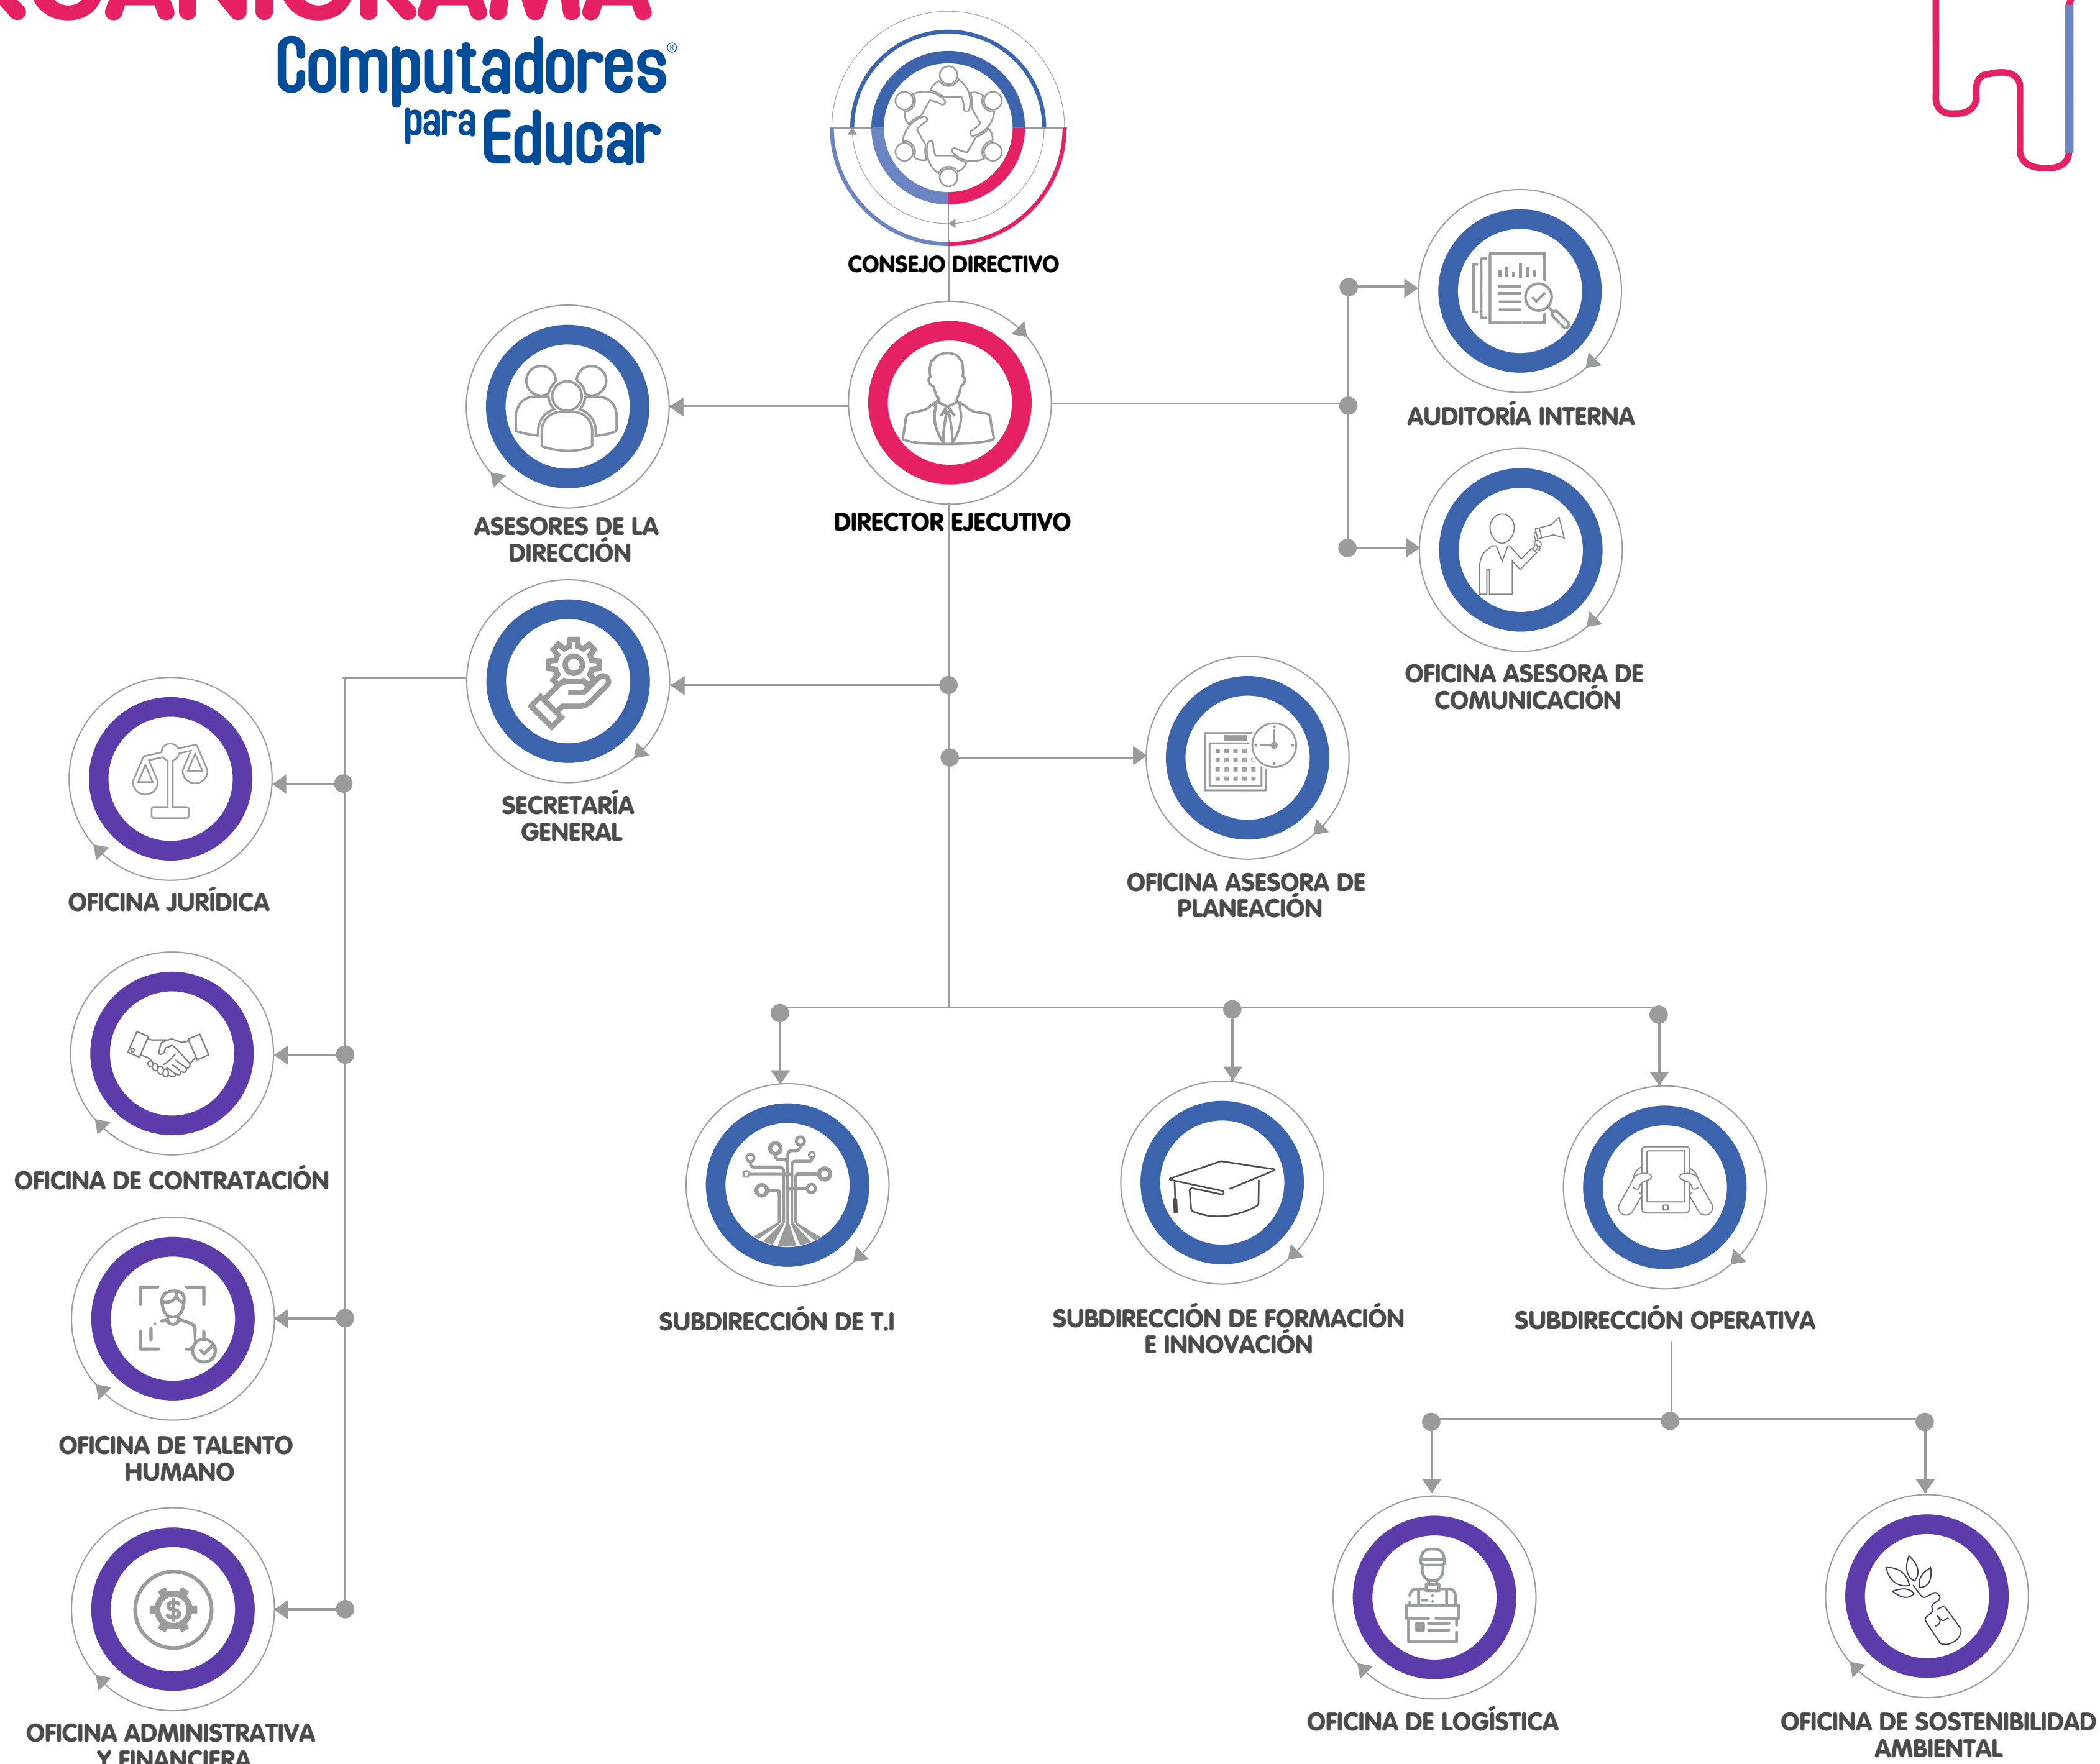 Computadores®
para Educar
CONSEJO DIRECTIVO
DIRECTOR EJECUTIVO
ASESORES DE LA
DIRECCIÓN
AUDITORÍA INTERNA
OFICINA ASESORA DE
COMUNICACIÓN
SECRETARÍA
GENERAL
OFICINA ASESORA DE
PLANEACIÓN
OFICINA JURÍDICA
OFICINA DE CONTRATACIÓN
OFICINA DE TALENTO
HUMANO
OFICINA ADMINISTRATIVA
Y FINANCIERA
SUBDIRECCIÓN DE T.I
SUBDIRECCIÓN DE FORMACIÓN
E INNOVACIÓN
SUBDIRECCIÓN OPERATIVA
OFICINA DE LOGÍSTICA
OFICINA DE SOSTENIBILIDAD
AMBIENTAL